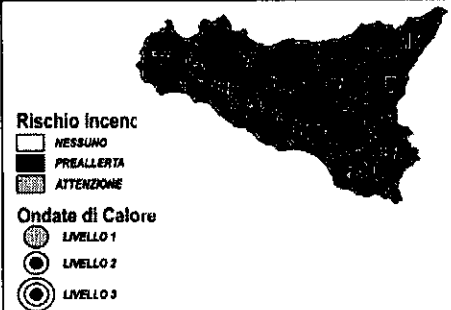 Rischio Incenc
NESSUNO
PREALLERTA
ATTENZIONE
Ondate di Calore
LIVELLO 1
LIVELLO 2
LIVELLO 3